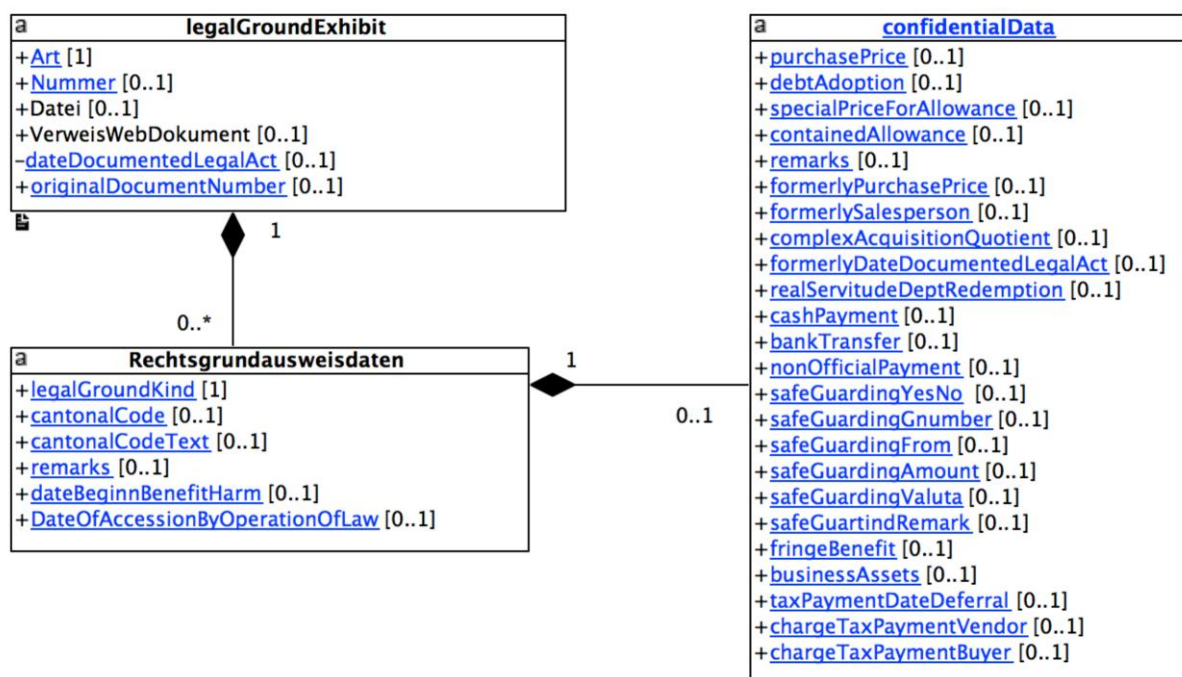 a legalGroundExhibit
+Art [1]
+Nummer [0..1]
+Datei [0..1]
+VerweisWebDokument [0..1]
-dateDocumentedLegalAct [0..1]
+originalDocumentNumber [0..1]
1
0..*
a Rechtsgrundausweisdaten
+legalGroundKind [1]
+cantonalCode [0..1]
+cantonalCodeText [0..1]
+remarks [0..1]
+dateBeginnBenefitHarm [0..1]
+DateOfAccessionByOperationOfLaw [0..1]
1
0..1
a confidentialData
+purchasePrice [0..1]
+debtAdoption [0..1]
+specialPriceForAllowance [0..1]
+containedAllowance [0..1]
+remarks [0..1]
+formerlyPurchasePrice [0..1]
+formerlySalesperson [0..1]
+complexAcquisitionQuotient [0..1]
+formerlyDateDocumentedLegalAct [0..1]
+realServitudeDeptRedemption [0..1]
+cashPayment [0..1]
+bankTransfer [0..1]
+nonOfficialPayment [0..1]
+safeGuardingYesNo [0..1]
+safeGuardingGnumber [0..1]
+safeGuardingFrom [0..1]
+safeGuardingAmount [0..1]
+safeGuardingValuta [0..1]
+safeGuartindRemark [0..1]
+fringeBenefit [0..1]
+businessAssets [0..1]
+taxPaymentDateDeferral [0..1]
+chargeTaxPaymentVendor [0..1]
+chargeTaxPaymentBuyer [0..1]